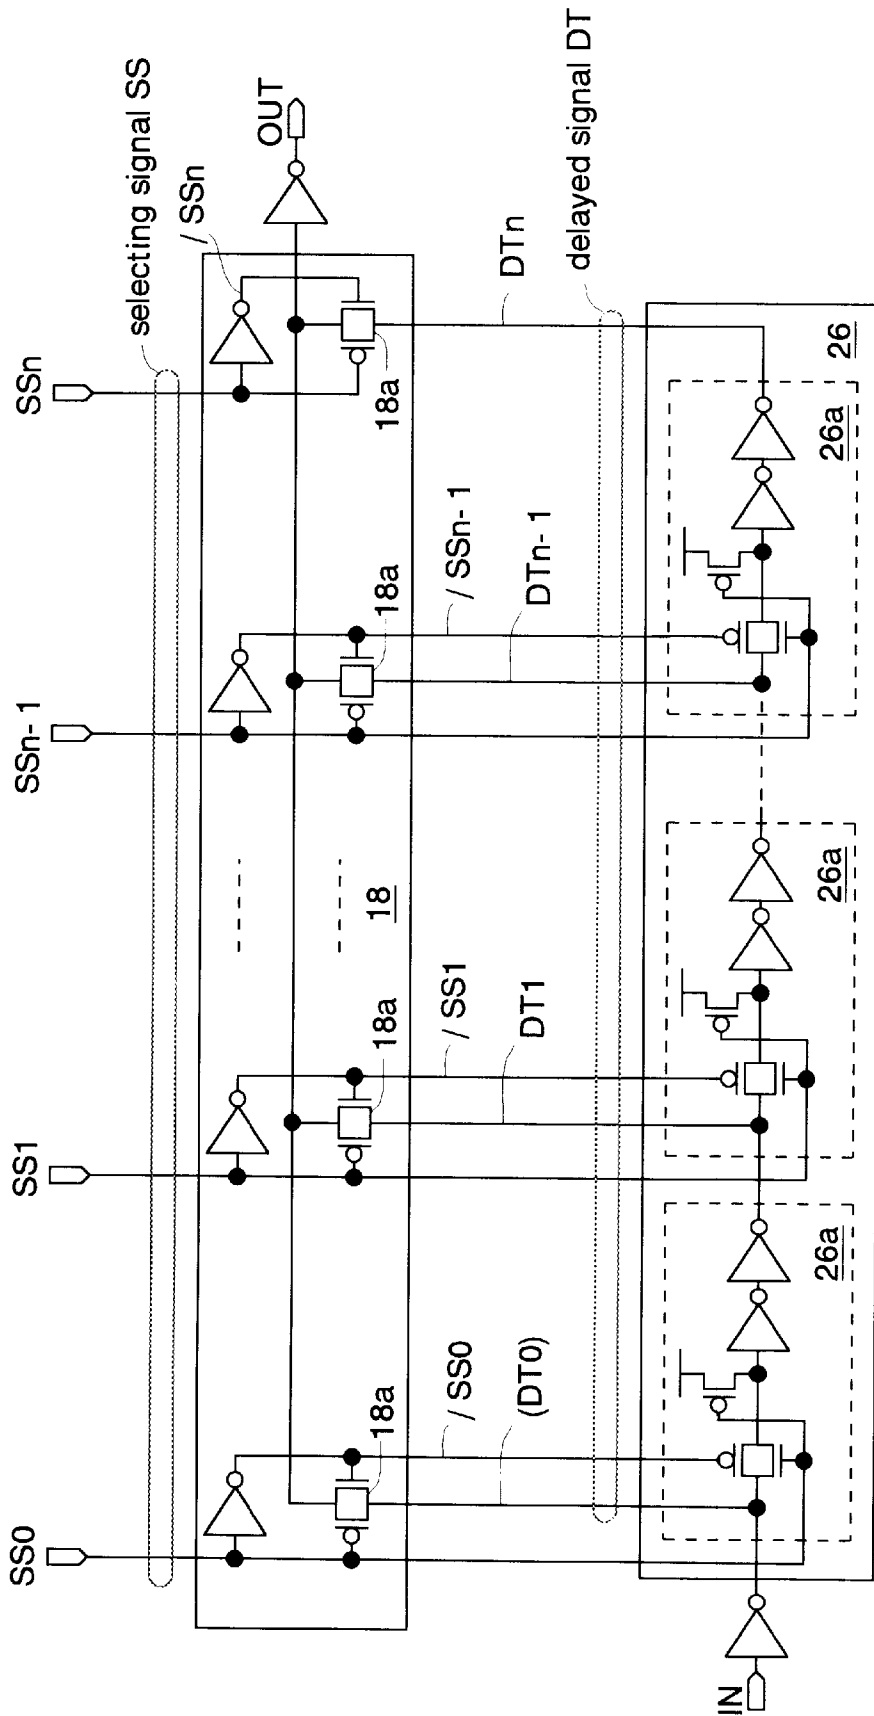 selecting signal SS
SS0
SS1
SSn-1
SSn
/ SSn
OUT
18a
18a
18
18a
18a
/ SS0
(DT0)
/ SS1
DT1
/ SSn-1
DTn-1
DTn
delayed signal DT
IN
26a
26a
26a
26